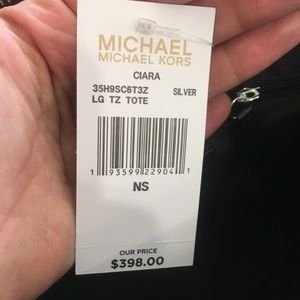 MICHAEL
MICHAEL KORS
CIARA
35H9SC6T3Z SILVER
LG TZ TOTE
1 93599 22904 1
NS
OUR PRICE
$398.00